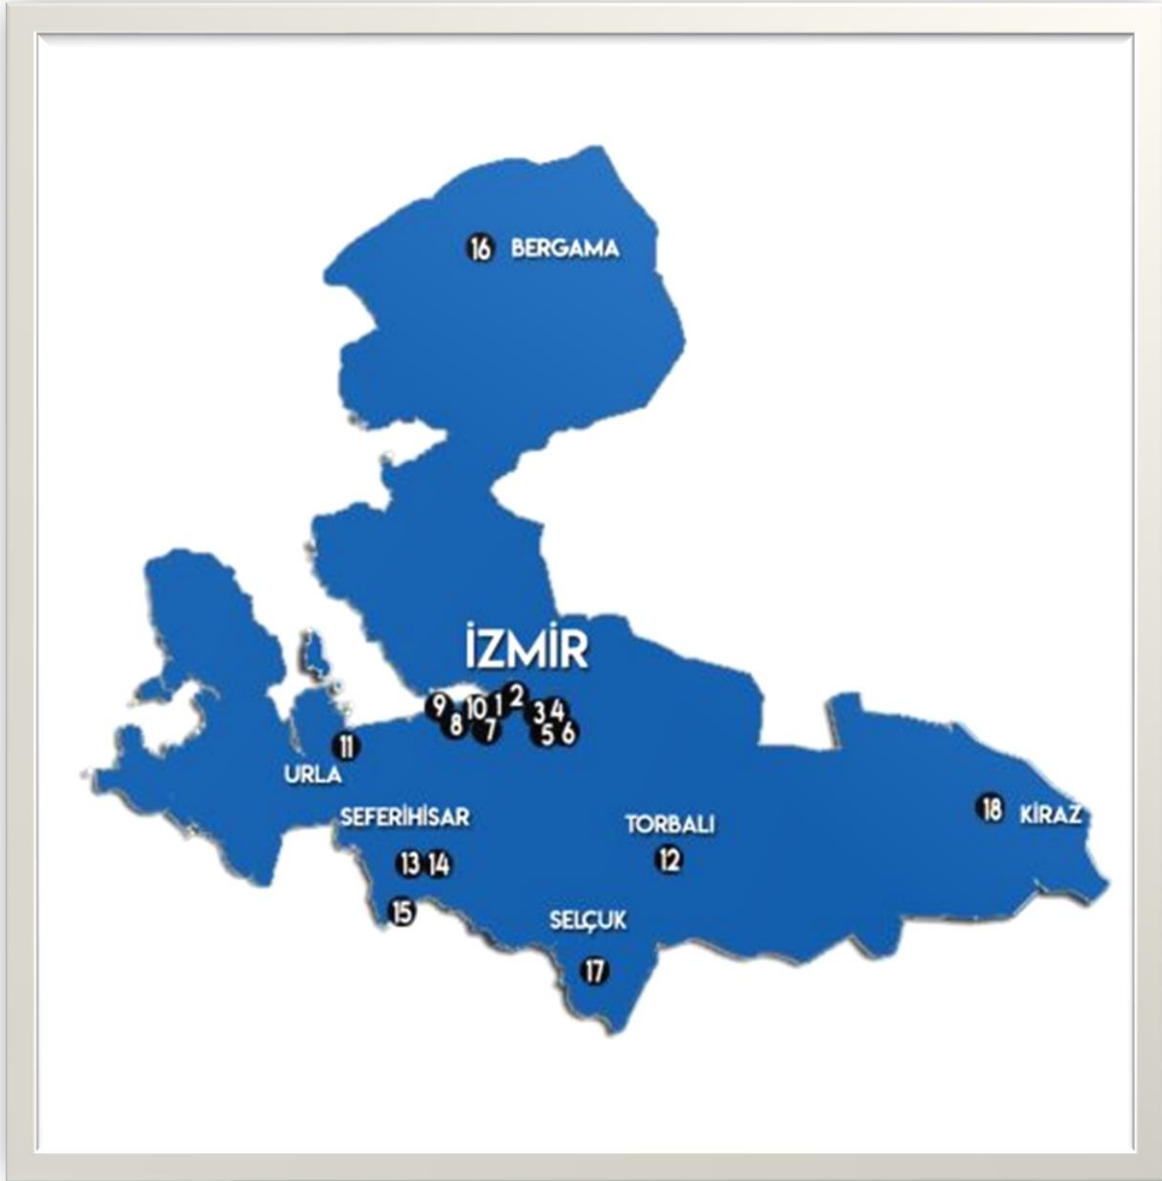 16 BERGAMA
İZMİR
9 10 1 2
8 7 3 4
5 6
11
URLA
SEFERİHİSAR
13 14
15
TORBALI
12
SELÇUK
17
18 KİRAZ